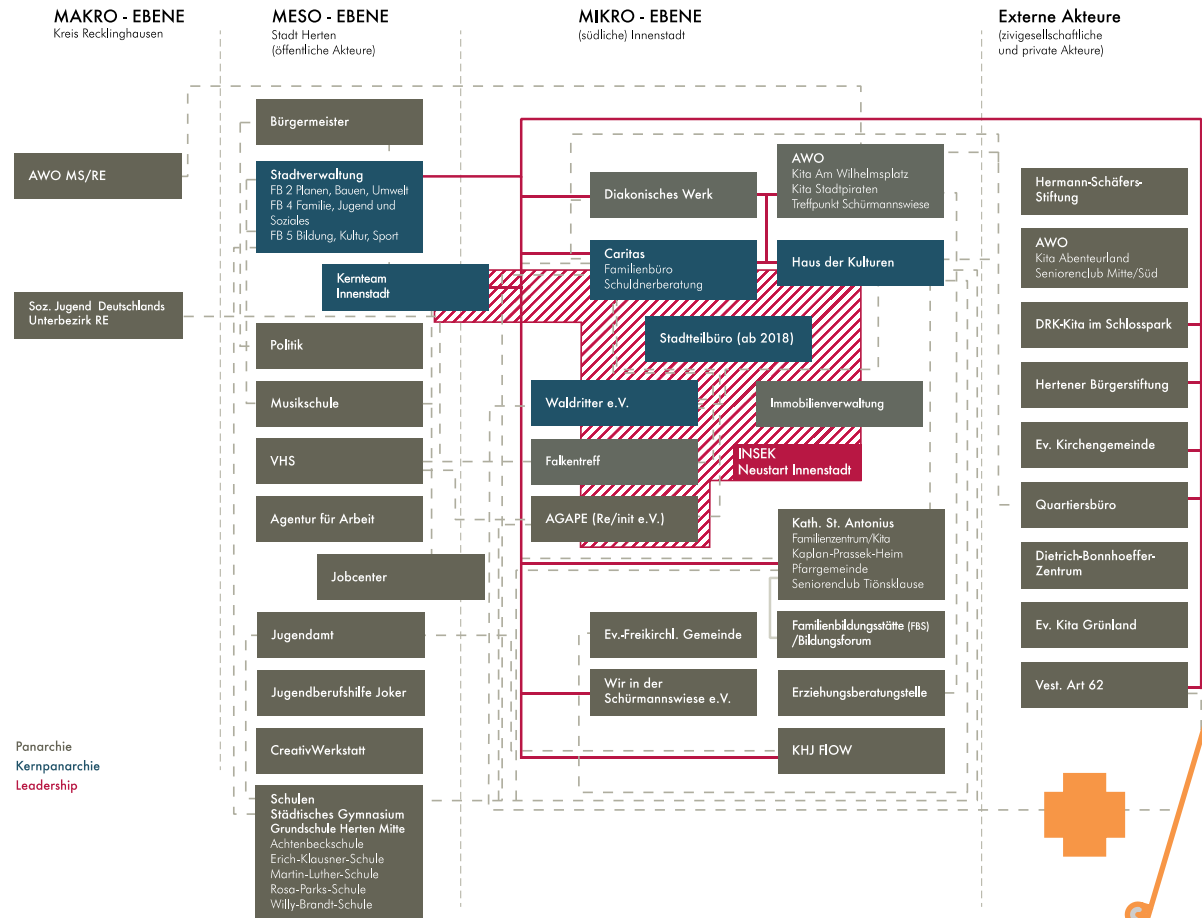 MAKRO - EBENE
Kreis Recklinghausen
MESO - EBENE
Stadt Herten
(öffentliche Akteure)
MIKRO - EBENE
(südliche) Innenstadt
Externe Akteure
(zivigesellschaftliche
und private Akteure)
AWO MS/RE
Soz. Jugend Deutschlands
Unterbezirk RE
Bürgermeister
Stadtverwaltung
FB 2 Planen, Bauen, Umwelt
FB 4 Familie, Jugend und
Soziales
FB 5 Bildung, Kultur, Sport
Kernteam
Innenstadt
Politik
Musikschule
VHS
Agentur für Arbeit
Jobcenter
Jugendamt
Jugendberufshilfe Joker
CreativWerkstatt
Schulen
Städtisches Gymnasium
Grundschule Herten Mitte
Achtenbeckschule
Erich-Klausner-Schule
Martin-Luther-Schule
Rosa-Parks-Schule
Willy-Brandt-Schule
Diakonisches Werk
AWO
Kita Am Wilhelmsplatz
Kita Stadtpiraten
Treffpunkt Schürmannswiese
Caritas
Familienbüro
Schuldnerberatung
Haus der Kulturen
Stadtteilbüro (ab 2018)
Waldritter e.V.
Immobilienverwaltung
Falkentreff
INSEK
Neustart Innenstadt
AGAPE (Re/init e.V.)
Kath. St. Antonius
Familienzentrum/Kita
Kaplan-Prassek-Heim
Pfarrgemeinde
Seniorenclub Tiönsklause
Ev.-Freikirchl. Gemeinde
Familienbildungsstätte (FBS)
/Bildungsforum
Wir in der
Schürmannswiese e.V.
Erziehungsberatungstelle
KHJ FlOW
Hermann-Schäfers-
Stiftung
AWO
Kita Abenteurland
Seniorenclub Mitte/Süd
DRK-Kita im Schlosspark
Hertener Bürgerstiftung
Ev. Kirchengemeinde
Quartiersbüro
Dietrich-Bonnhoeffer-
Zentrum
Ev. Kita Grünland
Vest. Art 62
Panarchie
Kernpanarchie
Leadership